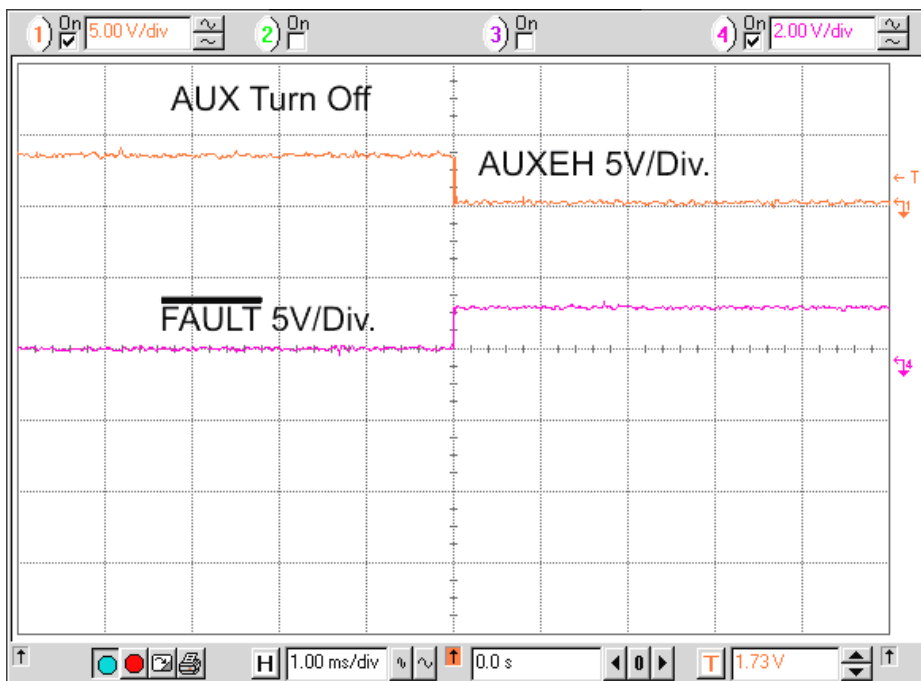 1 On 5.00 V/div 2 On 3 On 4 On 2.00 V/div
AUX Turn Off
AUXEH 5V/Div.
T
1
FAULT 5V/Div.
4
H 1.00 ms/div 0.0 s 0 T 1.73 V